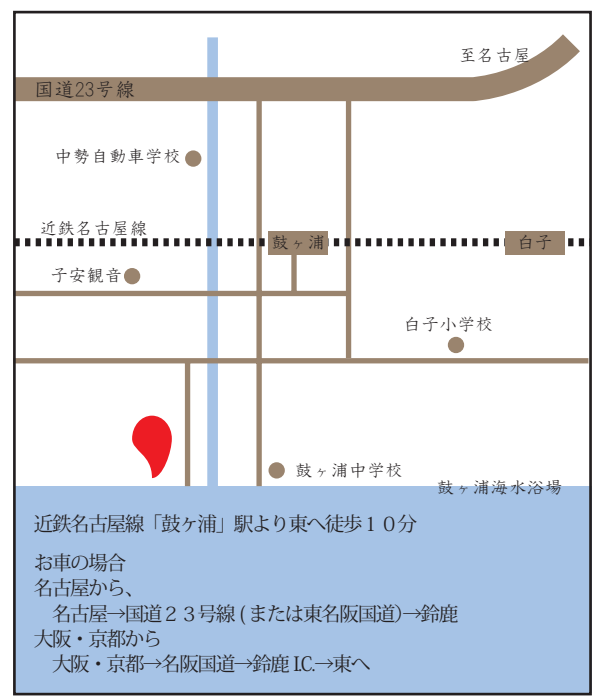 至名古屋
国道23号線
中勢自動車学校
近鉄名古屋線
鼓ヶ浦
白子
子安観音
白子小学校
鼓ヶ浦中学校
鼓ヶ浦海水浴場
近鉄名古屋線「鼓ヶ浦」駅より東へ徒歩１０分
お車の場合
名古屋から、
名古屋→国道２３号線(または東名阪国道)→鈴鹿
大阪・京都から
大阪・京都→名阪国道→鈴鹿I.C.→東へ